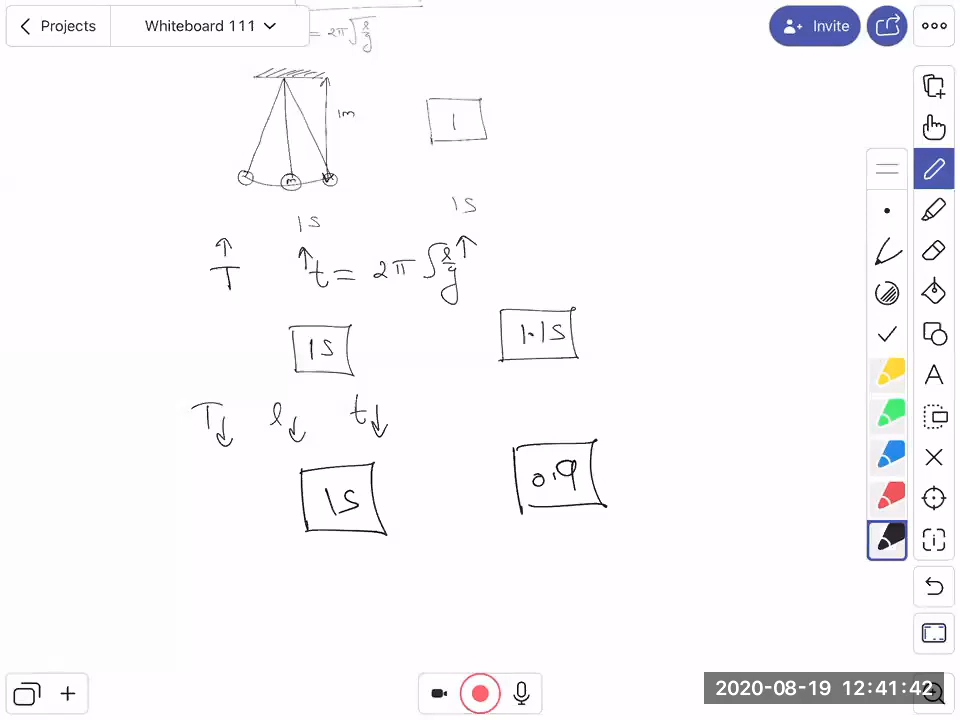 Projects
Whiteboard 111
Invite
= 2π√l/g
1m
1
m
1S
1S
↑ T ↑ t = 2π √l/g ↑
1S
1.1S
T↓ l↓ t↓
1S
0.9
2020-08-19 12:41:42